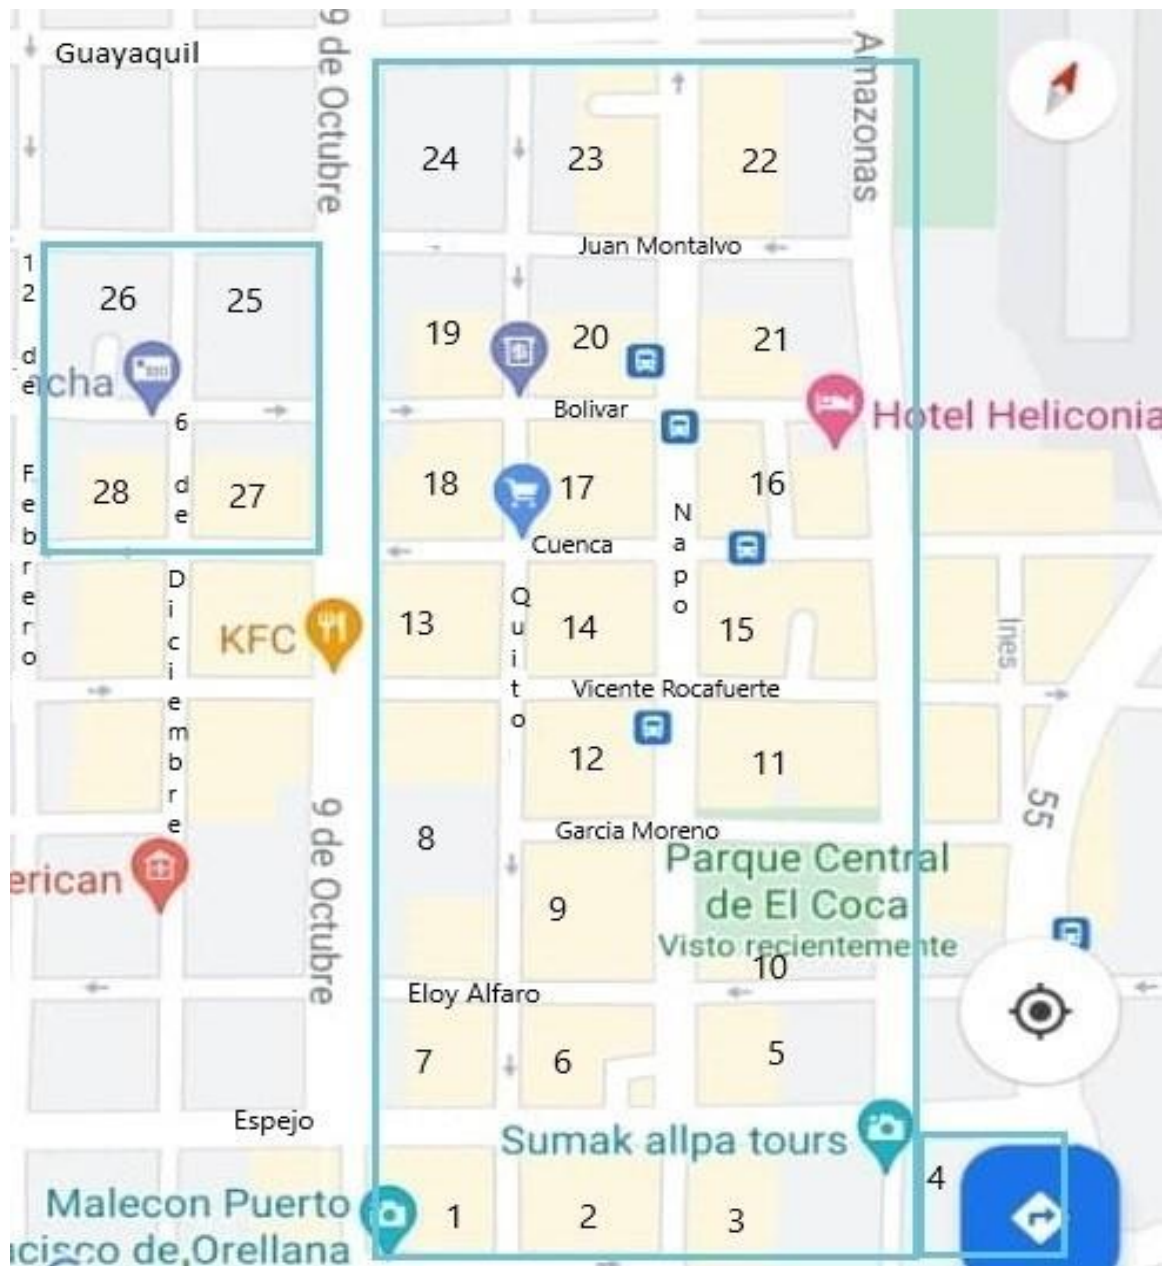 Guayaquil
9 de Octubre
Amazonas
24
23
22
Juan Montalvo
12 de Febrero
26
25
19
20
21
acha
6 de Diciembre
Bolivar
Hotel Heliconia
28
27
18
17
16
Napo
Cuenca
Quito
13
14
15
KFC
Ines
Vicente Rocafuerte
12
11
55
9 de Octubre
8
Garcia Moreno
Parque Central
de El Coca
Visto recientemente
erican
9
10
Eloy Alfaro
7
6
5
Espejo
Sumak allpa tours
4
Malecon Puerto
ncisco de Orellana
1
2
3